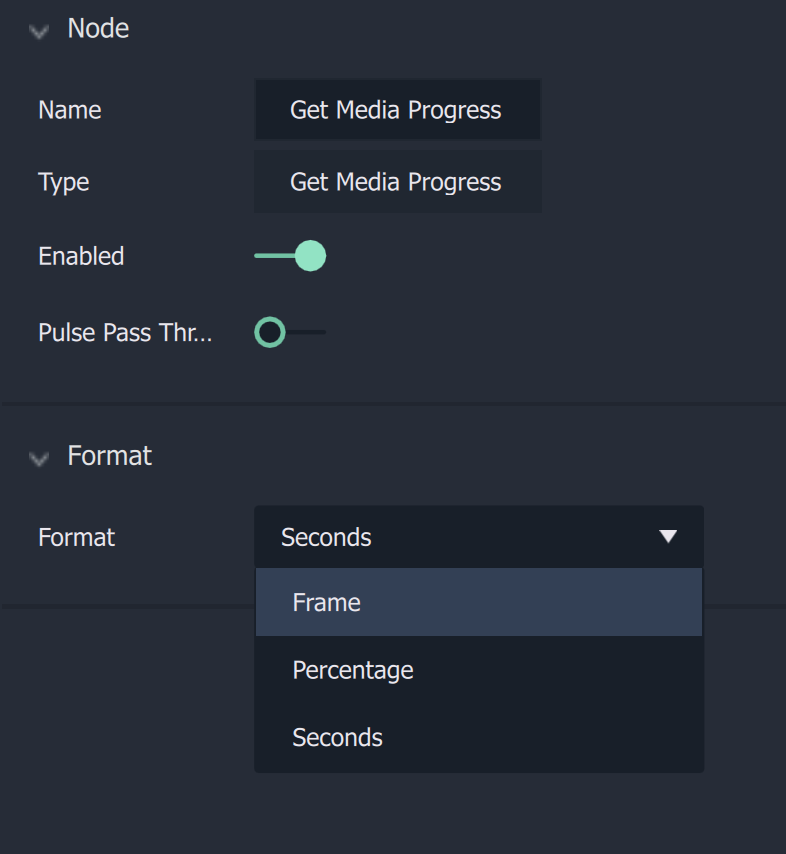 Node
Name Get Media Progress
Type Get Media Progress
Enabled
Pulse Pass Thr...
Format
Format Seconds
Frame
Percentage
Seconds